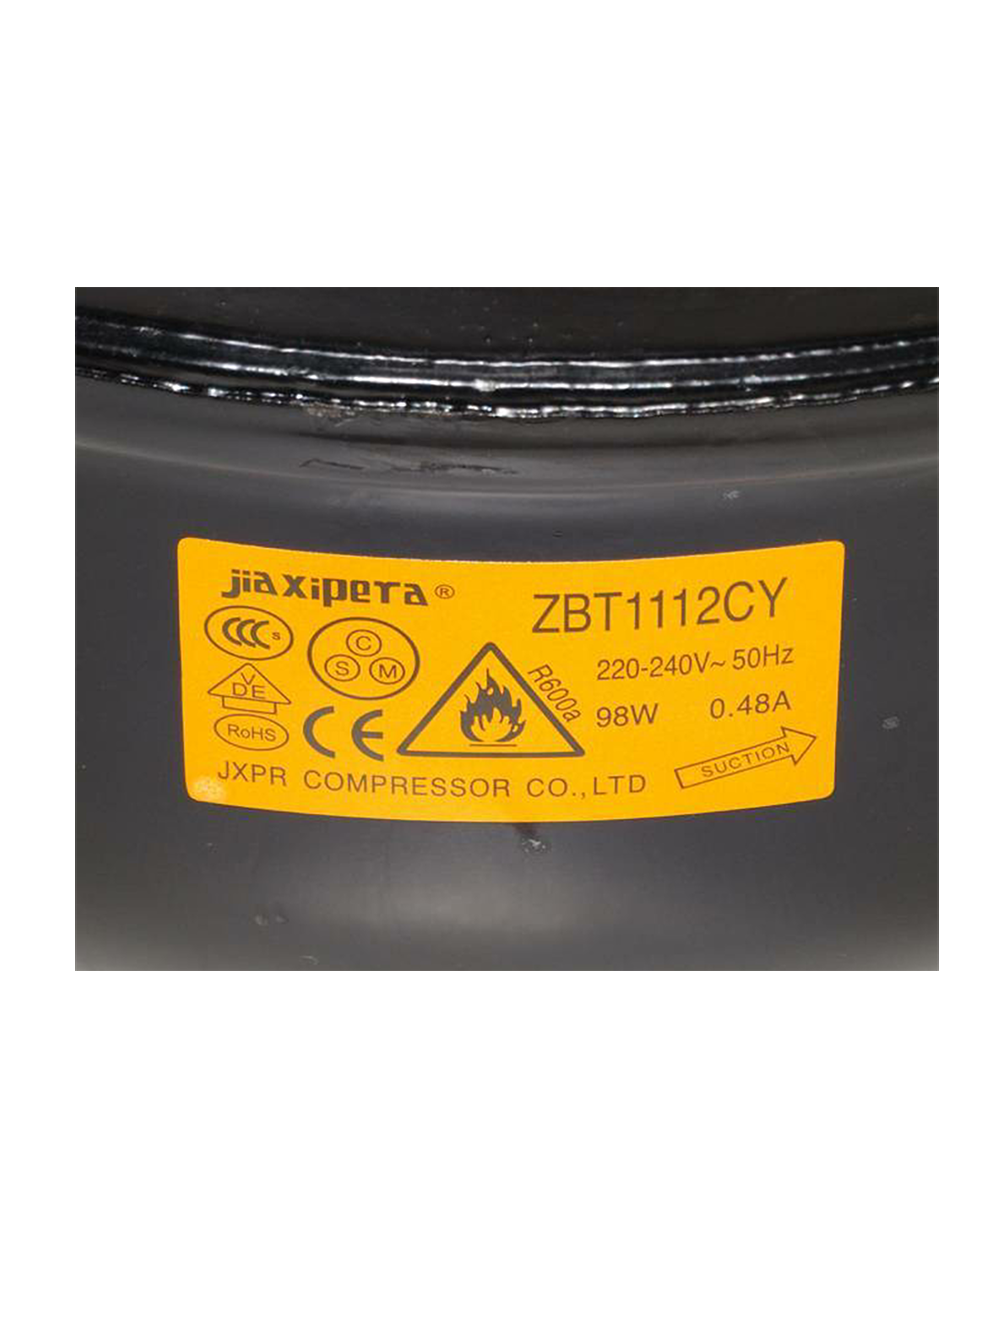 jiaxipera®
ZBT1112CY
CCC S
C
S M
VDE
RoHS
CE
R600a
220-240V~ 50Hz
98W 0.48A
SUCTION
JXPR COMPRESSOR CO.,LTD